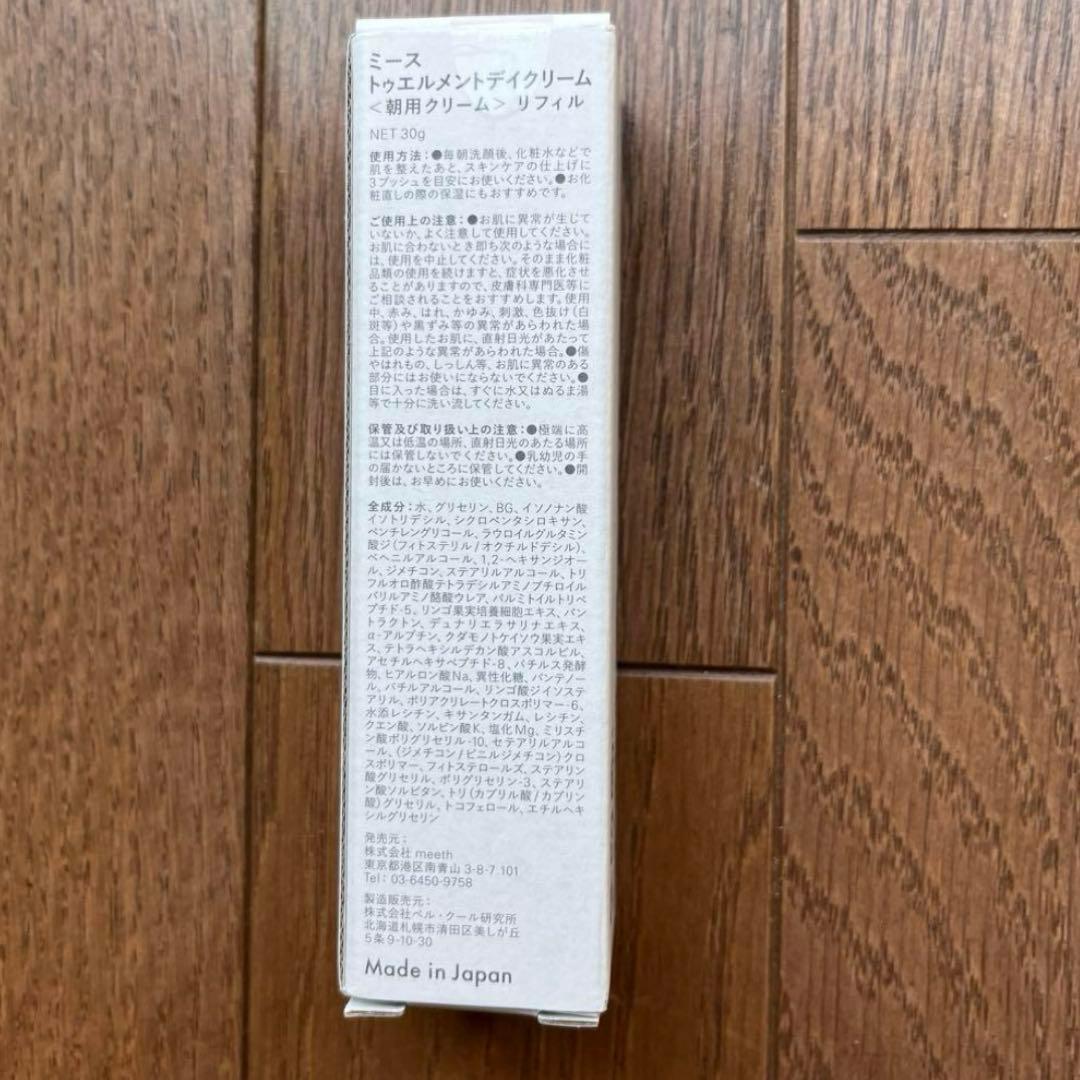 ミース
トゥエルメントデイクリーム
＜朝用クリーム＞ リフィル
NET 30g
使用方法：●毎朝洗顔後、化粧水などで
肌を整えたあと、スキンケアの仕上げに
3プッシュを目安にお使いください。●お化
粧直しの際の保湿にもおすすめです。
ご使用上の注意：●お肌に異常が生じて
いないか、よく注意して使用してください。
お肌に合わないとき即ち次のような場合に
は、使用を中止してください。そのまま化粧
品類の使用を続けますと、症状を悪化させ
ることがありますので、皮膚科専門医等に
ご相談されることをおすすめします。使用
中、赤み、はれ、かゆみ、刺激、色抜け（白
斑等）や黒ずみ等の異常があらわれた場
合。使用したお肌に、直射日光があたって
上記のような異常があらわれた場合。●傷
やはれもの、しっしん等、お肌に異常のある
部分にはお使いにならないでください。●
目に入った場合は、すぐに水又はぬるま湯
等で十分に洗い流してください。
保管及び取り扱い上の注意：●極端に高
温又は低温の場所、直射日光のあたる場所
には保管しないでください。●乳幼児の手
の届かないところに保管してください。●開
封後は、お早めにお使いください。
全成分：水、グリセリン、BG、イソノナン酸
イソトリデシル、シクロペンタシロキサン、
ペンチレングリコール、ラウロイルグルタミン
酸ジ（フィトステリル/オクチルドデシル）、
ベヘニルアルコール、1,2-ヘキサンジオー
ル、ジメチコン、ステアリルアルコール、トリ
フルオロ酢酸テトラデシルアミノブチロイル
バリルアミノ酪酸ウレア、パルミトイルトリペ
プチド-5、リンゴ果実培養細胞エキス、パン
トラクトン、デュナリエラサリナエキス、
α-アルブチン、クダモノトケイソウ果実エキ
ス、テトラヘキシルデカン酸アスコルビル、
アセチルヘキサペプチド-8、バチルス発酵
物、ヒアルロン酸Na、異性化糖、パンテノー
ル、バチルアルコール、リンゴ酸ジイソステ
アリル、ポリアクリレートクロスポリマー-6、
水添レシチン、キサンタンガム、レシチン、
クエン酸、ソルビン酸K、塩化Mg、ミリスチ
ン酸ポリグリセリル-10、セテアリルアルコ
ール、（ジメチコン/ビニルジメチコン）クロ
スポリマー、フィトステロールズ、ステアリン
酸グリセリル、ポリグリセリン-3、ステアリ
ン酸ソルビタン、トリ（カプリル酸/カプリン
酸）グリセリル、トコフェロール、エチルヘキ
シルグリセリン
発売元：
株式会社 meeth
東京都港区南青山 3-8-7 101
Tel：03-6450-9758
製造販売元：
株式会社ベル・クール研究所
北海道札幌市清田区美しが丘
5条9-10-30
Made in Japan